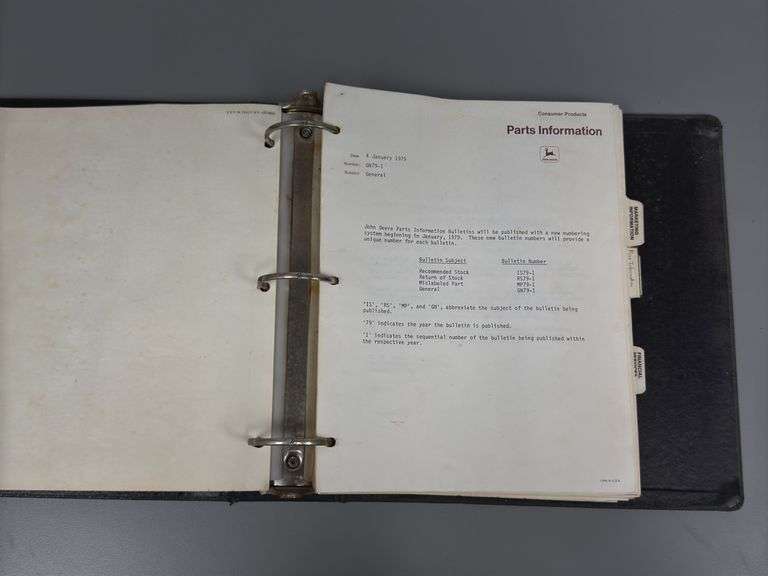 Consumer Products
Parts Information
Date: 4 January 1979
Number: GN79-1
Subject: General
John Deere Parts Information Bulletins will be published with a new numbering
system beginning in January, 1979. These new bulletin numbers will provide a
unique number for each bulletin.
Bulletin Subject Bulletin Number
Recommended Stock IS79-1
Return of Stock RS79-1
Mislabeled Part MP79-1
General GN79-1
'IS', 'RS', 'MP', and 'GN', abbreviate the subject of the bulletin being
published.
'79' indicates the year the bulletin is published.
'1' indicates the sequential number of the bulletin being published within
the respective year.
MARKETING
INFORMATION
FINANCIAL
SERVICES